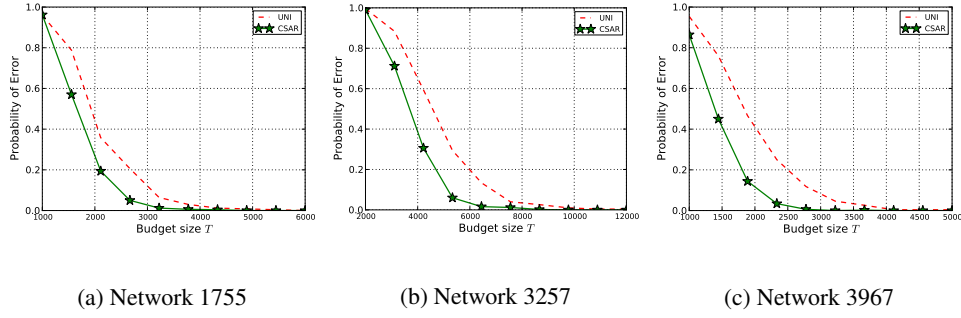 1.0
0.8
0.6
0.4
0.2
0.0
Probability of Error
1000 2000 3000 4000 5000 6000
Budget size T
UNI
CSAR
(a) Network 1755
1.0
0.8
0.6
0.4
0.2
0.0
Probability of Error
2000 4000 6000 8000 10000 12000
Budget size T
UNI
CSAR
(b) Network 3257
1.0
0.8
0.6
0.4
0.2
0.0
Probability of Error
1000 1500 2000 2500 3000 3500 4000 4500 5000
Budget size T
UNI
CSAR
(c) Network 3967